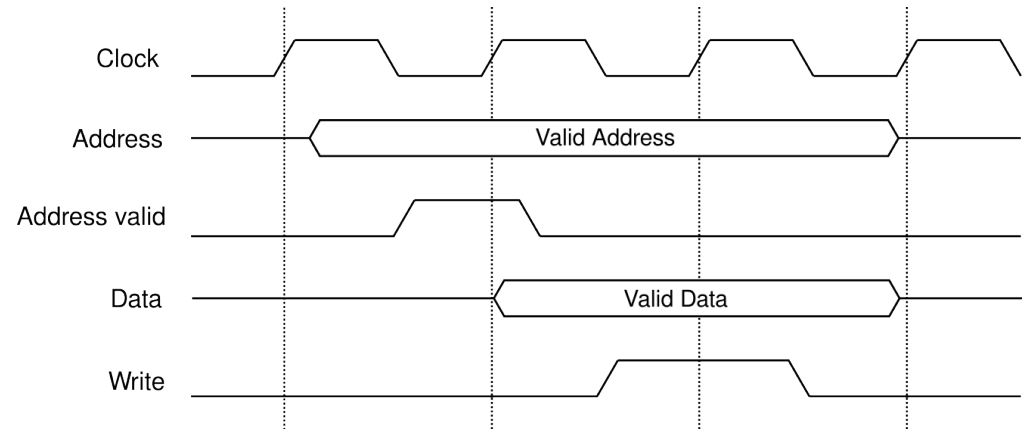 Clock
Address
Valid Address
Address valid
Data
Valid Data
Write